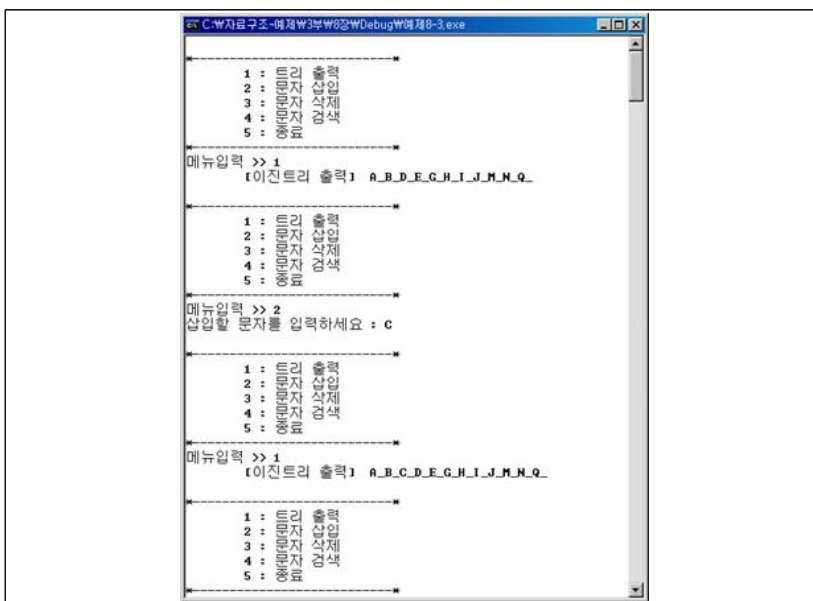 C:\자료구조-예제\3부\8장\Debug\예제8-3.exe
*---------------------------*
1 : 트리 출력
2 : 문자 삽입
3 : 문자 삭제
4 : 문자 검색
5 : 종료
*---------------------------*
메뉴입력 >> 1
[이진트리 출력] A_B_D_E_G_H_I_J_M_N_Q_
*---------------------------*
1 : 트리 출력
2 : 문자 삽입
3 : 문자 삭제
4 : 문자 검색
5 : 종료
*---------------------------*
메뉴입력 >> 2
삽입할 문자를 입력하세요 : C
*---------------------------*
1 : 트리 출력
2 : 문자 삽입
3 : 문자 삭제
4 : 문자 검색
5 : 종료
*---------------------------*
메뉴입력 >> 1
[이진트리 출력] A_B_C_D_E_G_H_I_J_M_N_Q_
*---------------------------*
1 : 트리 출력
2 : 문자 삽입
3 : 문자 삭제
4 : 문자 검색
5 : 종료
*---------------------------*